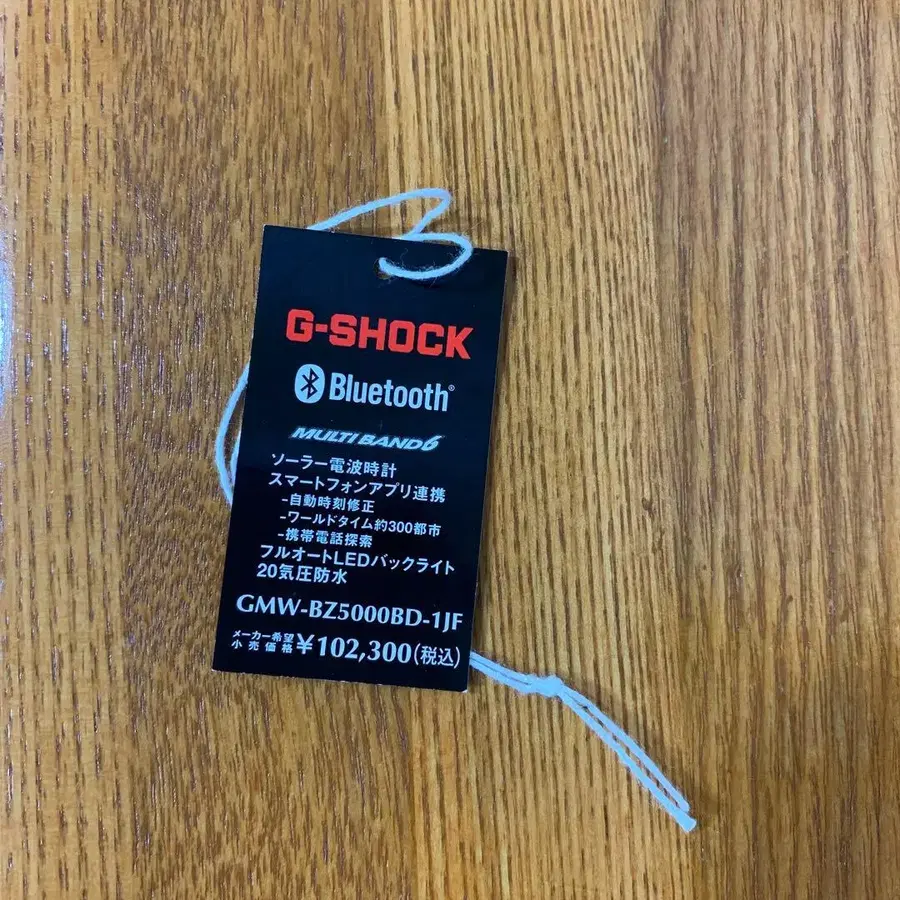 G-SHOCK
Bluetooth®
MULTI BAND 6
ソーラー電波時計
スマートフォンアプリ連携
-自動時刻修正
-ワールドタイム約300都市
-携帯電話探索
フルオートLEDバックライト
20気圧防水
GMW-BZ5000BD-1JF
メーカー希望
小売価格 ¥102,300(税込)